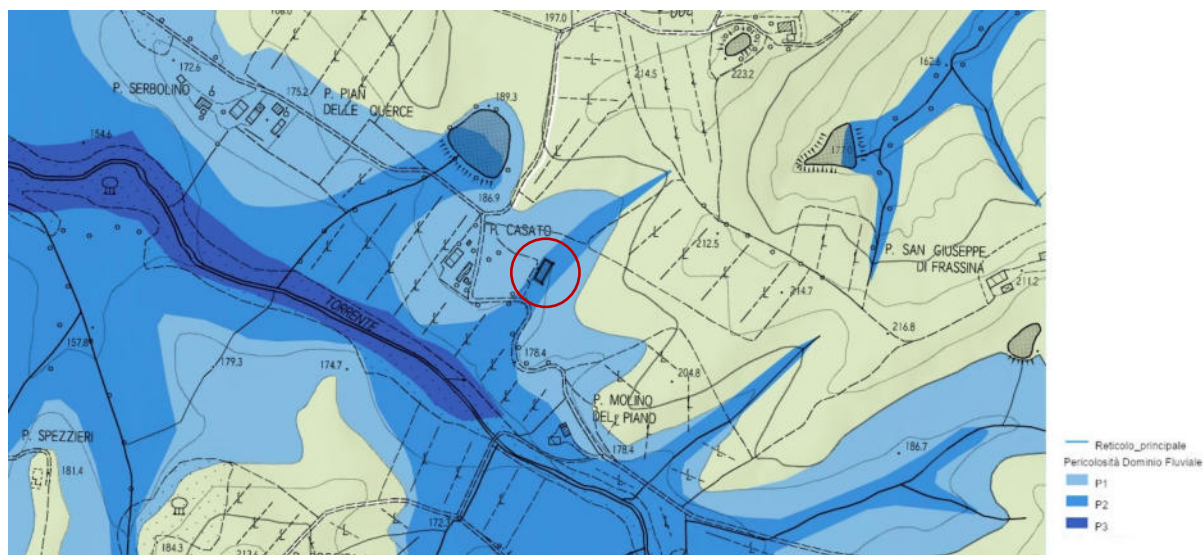 197.0
172.6
P. SERBOLINO
175.2
P. PIAN
DELLE QUERCE
189.3
214.5
223.2
162.6
177.0
154.6
186.9
P. CASATO
212.5
P. SAN GIUSEPPE
DI FRASSINA
211.2
214.7
216.8
TORRENTE
157.8
179.3
174.7
178.4
204.8
P. MOLINO
DEL PIANO
178.4
186.7
P. SPEZZIERI
181.4
184.3
172.3
Reticolo_principale
Pericolosità Dominio Fluviale
P1
P2
P3